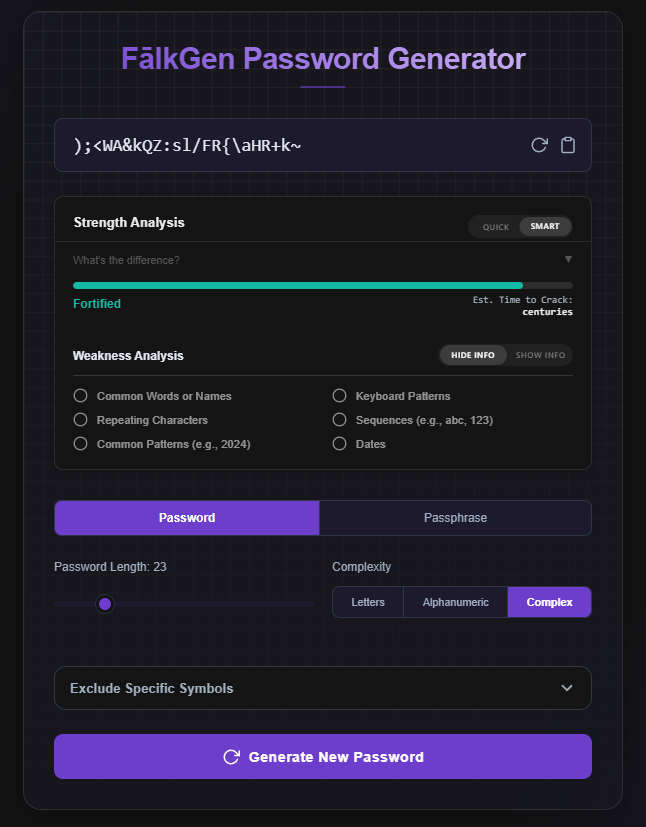 FālkGen Password Generator
);<WA&kQZ:sl/FR{\aHR+k~
Strength Analysis
QUICK SMART
What's the difference? ▼
Fortified
Est. Time to Crack:
centuries
Weakness Analysis
HIDE INFO SHOW INFO
Common Words or Names
Keyboard Patterns
Repeating Characters
Sequences (e.g., abc, 123)
Common Patterns (e.g., 2024)
Dates
Password Passphrase
Password Length: 23
Complexity
Letters Alphanumeric Complex
Exclude Specific Symbols
Generate New Password